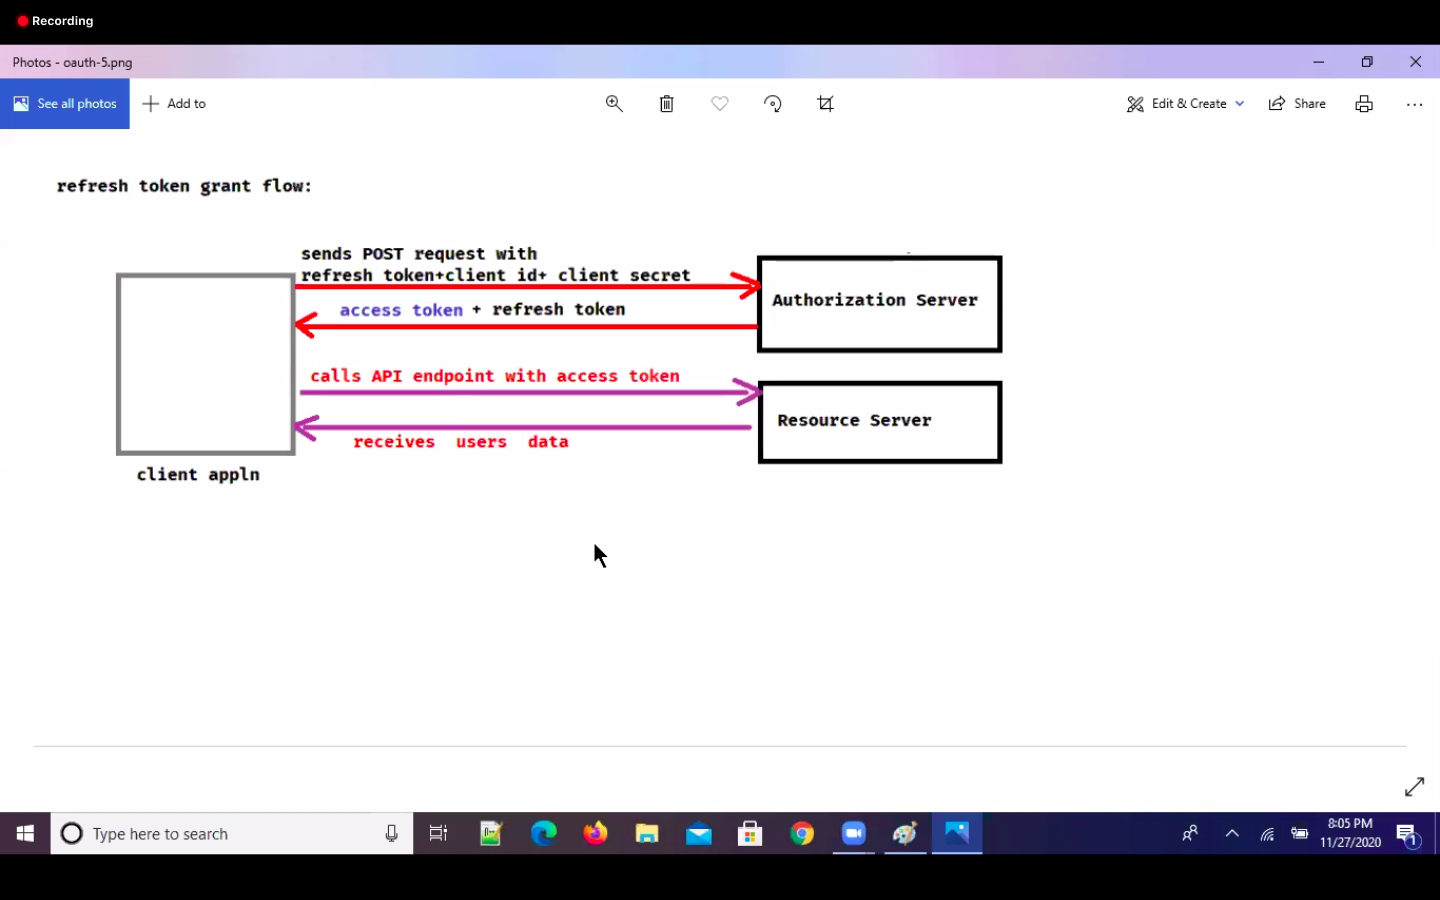 Recording
Photos - oauth-5.png
See all photos
Add to
Edit & Create
Share
refresh token grant flow:
sends POST request with
refresh token+client id+ client secret
Authorization Server
access token + refresh token
calls API endpoint with access token
Resource Server
receives users data
client appln
Type here to search
8:05 PM
11/27/2020
1